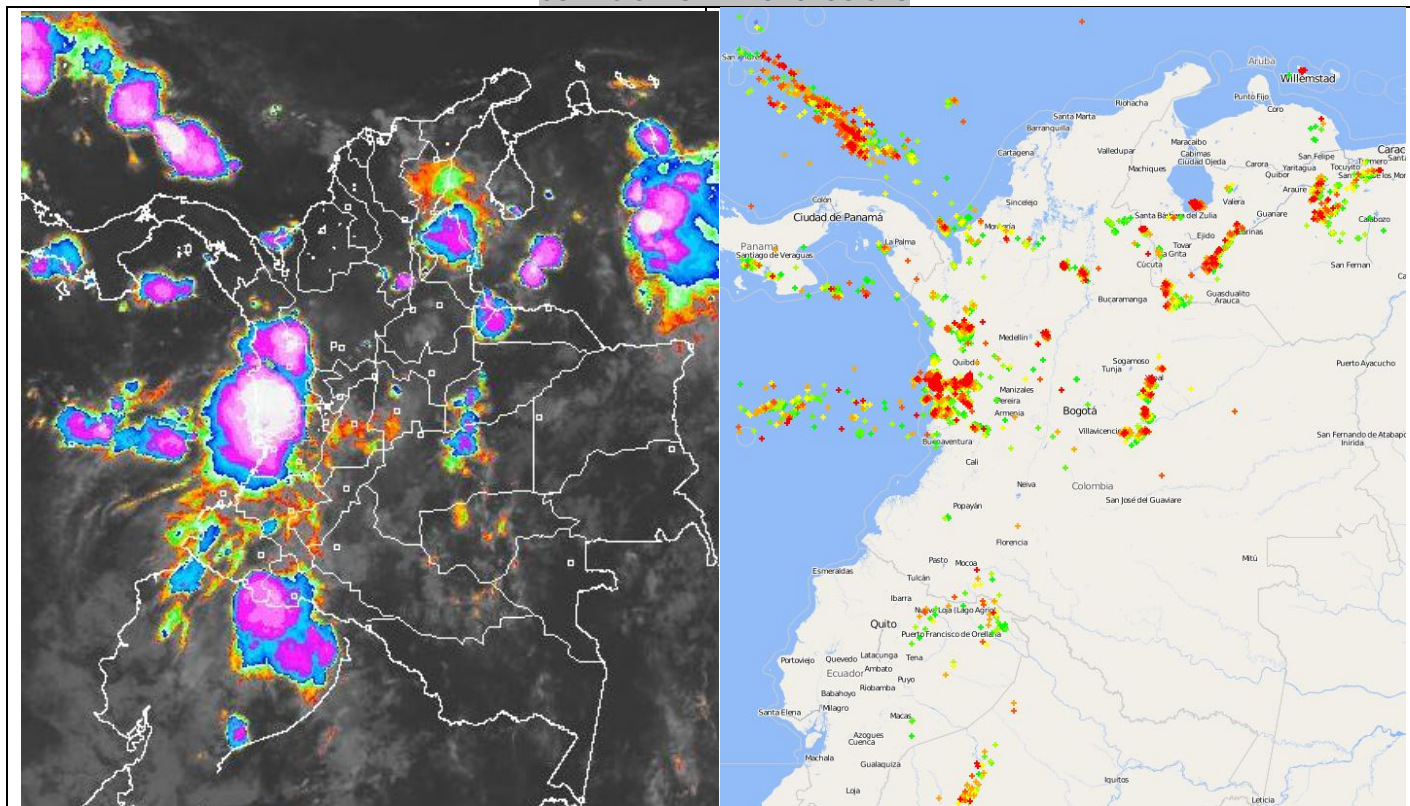 San Andrés
Aruba
Willemstad
Punto Fijo
Coro
Riohacha
Santa Marta
Barranquilla
Cartagena
Valledupar
Maracaibo
Cabimas
Ciudad Ojeda
Machiques
Carora
San Felipe
Yaritagua
Quibor
Tocuyito
Araure
Valera
Guanare
Calabozo
Colón
Ciudad de Panamá
Sincelejo
Montería
Santa Bárbara del Zulia
Ejido
Tovar
La Grita
Cúcuta
La Palma
Panama
Santiago de Veraguas
San Fernan
Bucaramanga
Guasdualito
Arauca
Medellín
Quibdó
Sogamoso
Tunja
Puerto Ayacucho
Manizales
Pereira
Armenia
Bogotá
Yopal
Villavicencio
Buenaventura
San Fernando de Atabapo
Inírida
Cali
Neiva
Colombia
San José del Guaviare
Popayán
Florencia
Mitú
Pasto
Mocoa
Esmeraldas
Tulcán
Ibarra
Nueva Loja (Lago Agrio)
Quito
Puerto Francisco de Orellana
Portoviejo
Quevedo
Latacunga
Tena
Ecuador
Ambato
Puyo
Riobamba
Babahoyo
Milagro
Santa Elena
Macas
Azogues
Cuenca
Machala
Gualaquiza
Loja
Iquitos
Leticia